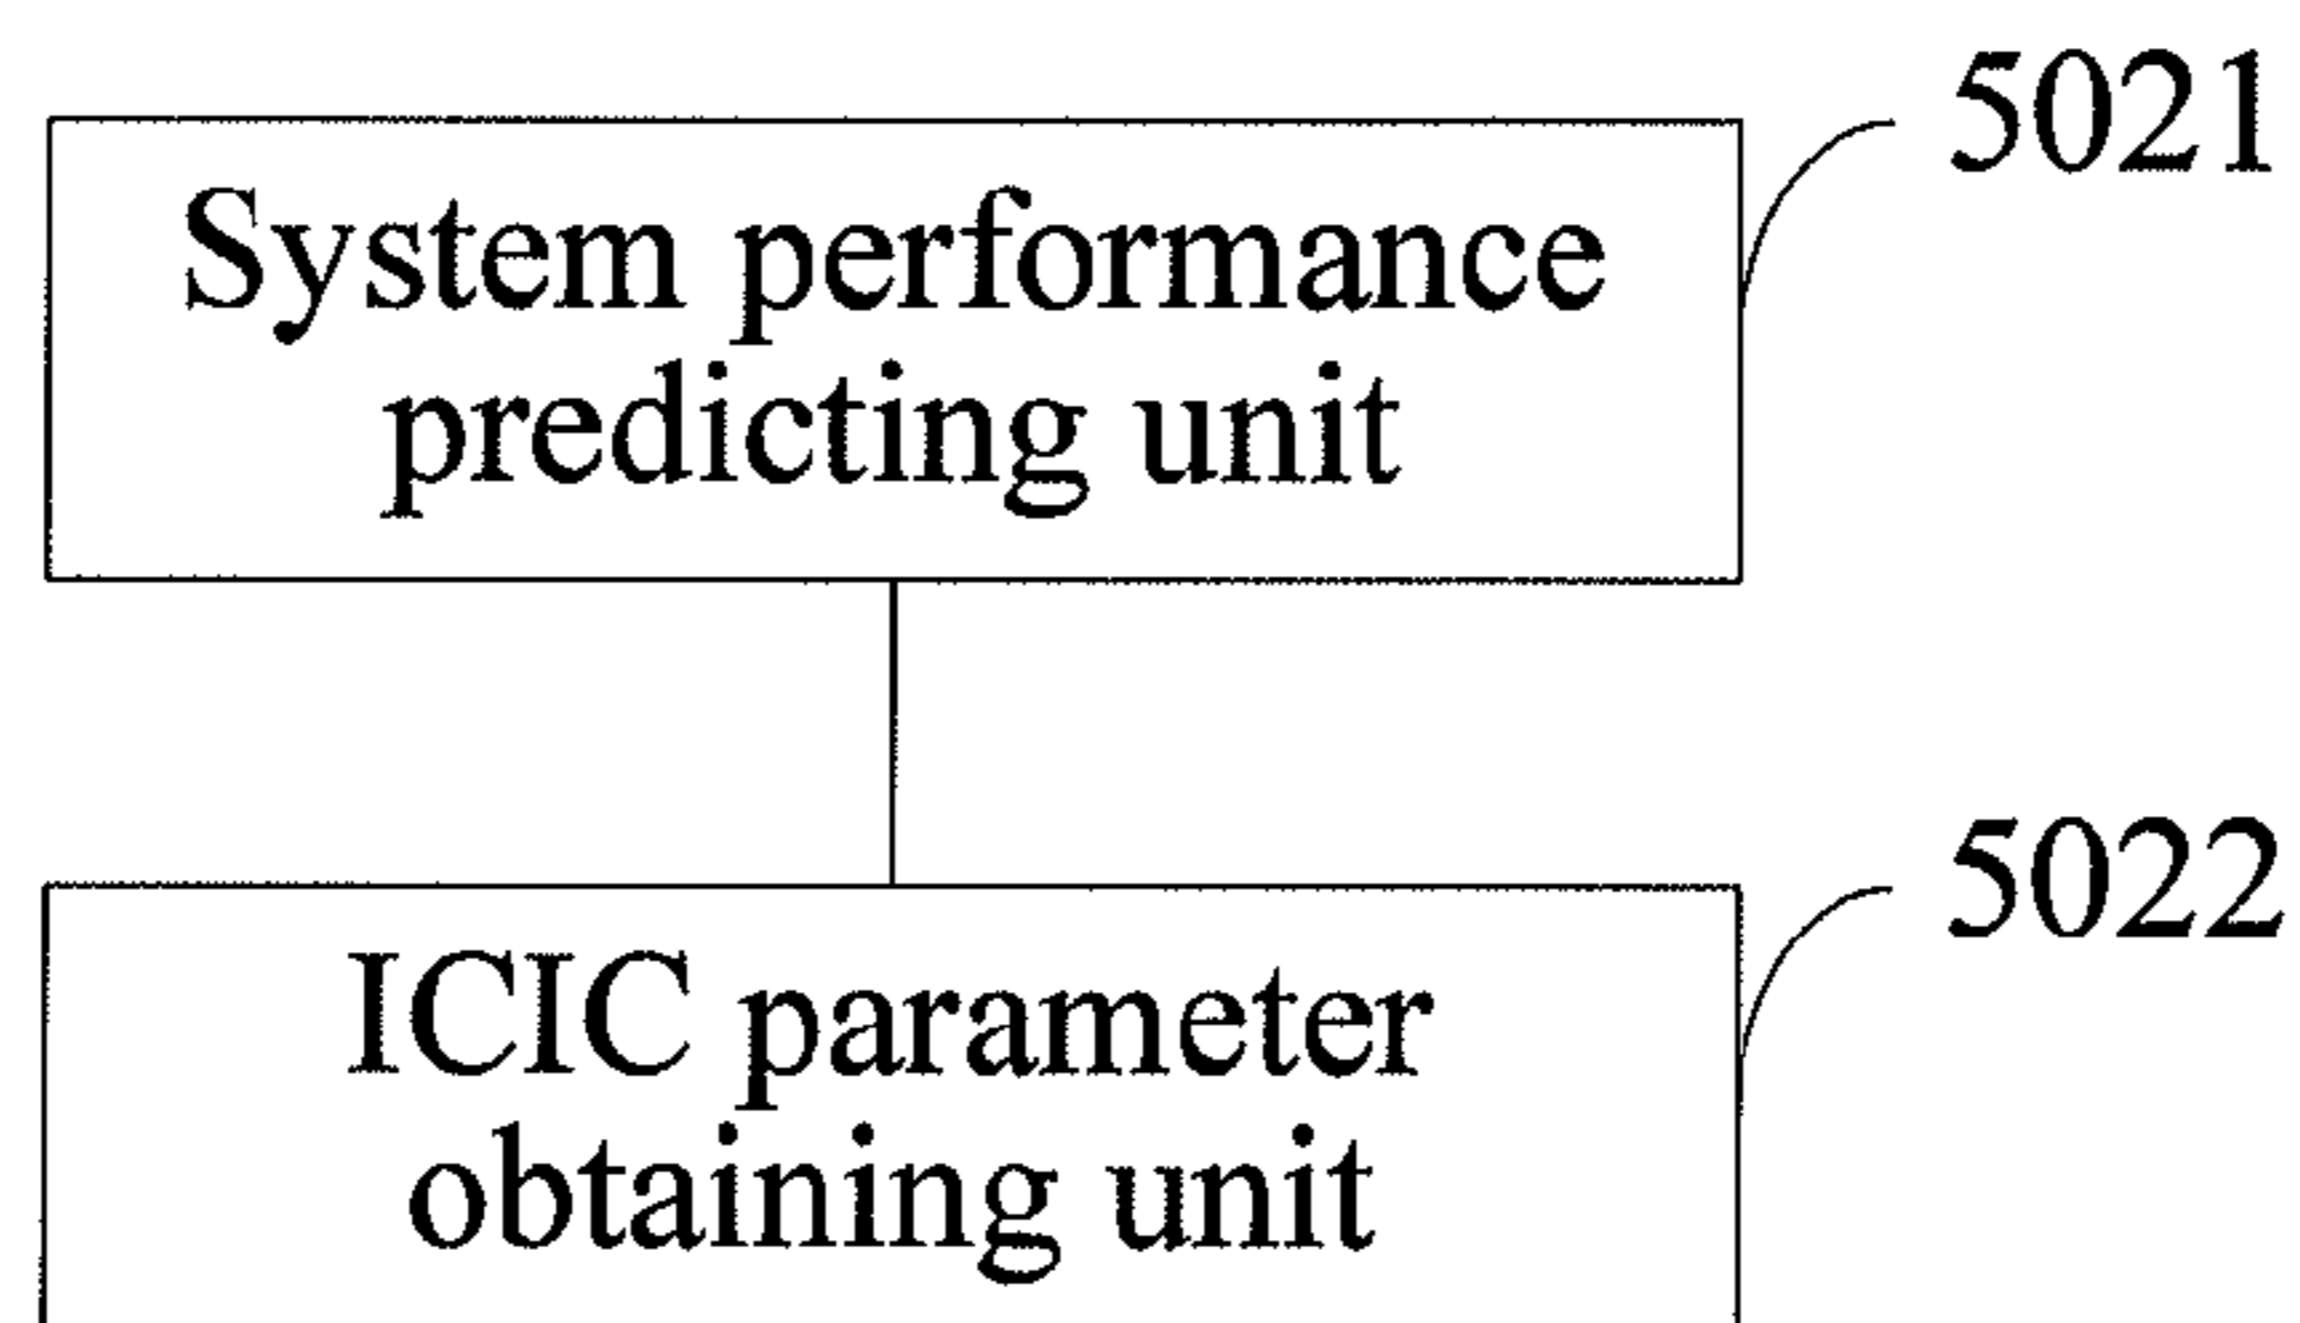 5021
System performance
predicting unit
5022
ICIC parameter
obtaining unit